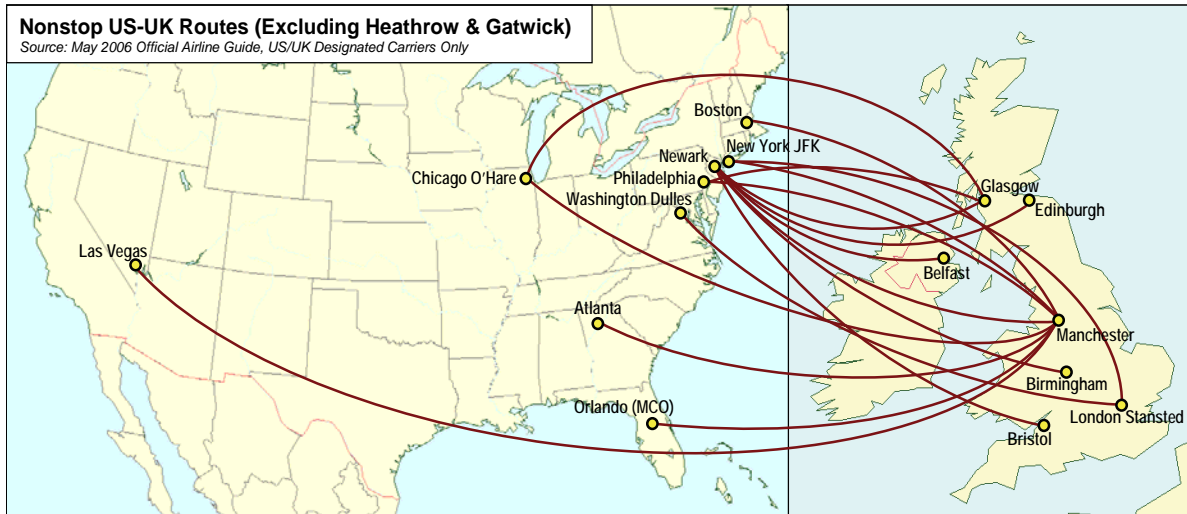 Nonstop US-UK Routes (Excluding Heathrow & Gatwick)
Source: May 2006 Official Airline Guide, US/UK Designated Carriers Only
Boston
New York JFK
Newark
Chicago O'Hare
Philadelphia
Washington Dulles
Glasgow
Edinburgh
Las Vegas
Belfast
Atlanta
Manchester
Birmingham
Orlando (MCO)
London Stansted
Bristol